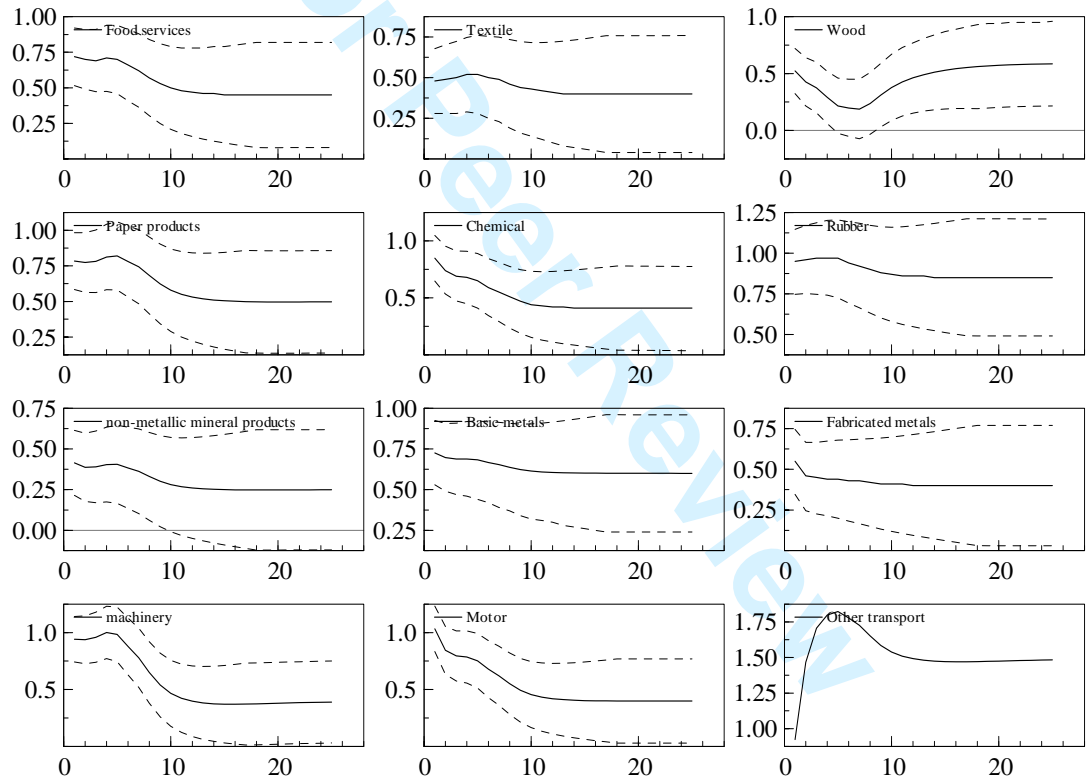 1.00
Food services
0.75
0.50
0.25
0 10 20
0.75
Textile
0.50
0.25
0 10 20
1.0
Wood
0.5
0.0
0 10 20
1.00
Paper products
0.75
0.50
0.25
0 10 20
1.0
Chemical
0.5
0 10 20
1.25
Rubber
1.00
0.75
0.50
0 10 20
0.75
non-metallic mineral products
0.50
0.25
0.00
0 10 20
1.00
Basic metals
0.75
0.50
0.25
0 10 20
0.75
Fabricated metals
0.50
0.25
0 10 20
machinery
1.0
0.5
0 10 20
Motor
1.0
0.5
0 10 20
Other transport
1.75
1.50
1.25
1.00
0 10 20
or Peer Review